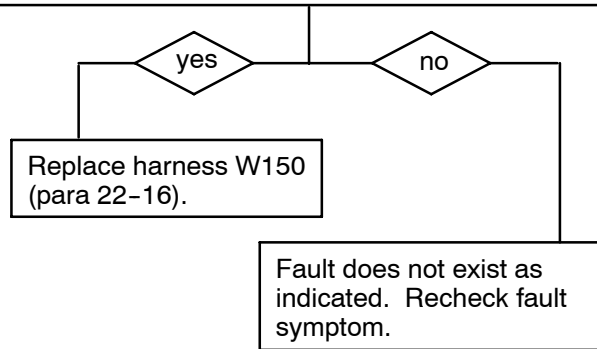 yes
no
Replace harness W150
(para 22-16).
Fault does not exist as
indicated. Recheck fault
symptom.